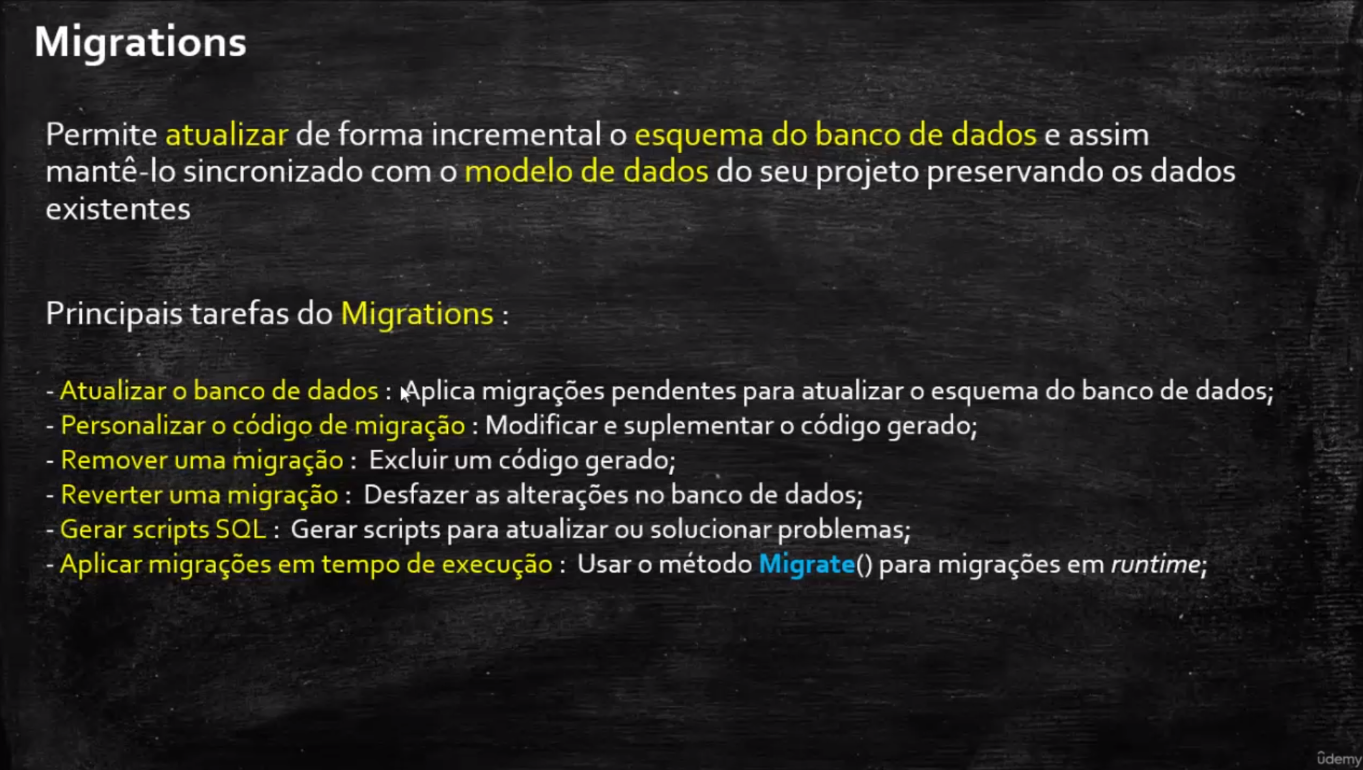 Migrations
Permite atualizar de forma incremental o esquema do banco de dados e assim
mantê-lo sincronizado com o modelo de dados do seu projeto preservando os dados
existentes
Principais tarefas do Migrations :
- Atualizar o banco de dados : Aplica migrações pendentes para atualizar o esquema do banco de dados;
- Personalizar o código de migração : Modificar e suplementar o código gerado;
- Remover uma migração : Excluir um código gerado;
- Reverter uma migração : Desfazer as alterações no banco de dados;
- Gerar scripts SQL : Gerar scripts para atualizar ou solucionar problemas;
- Aplicar migrações em tempo de execução : Usar o método Migrate() para migrações em runtime;
ûdemy